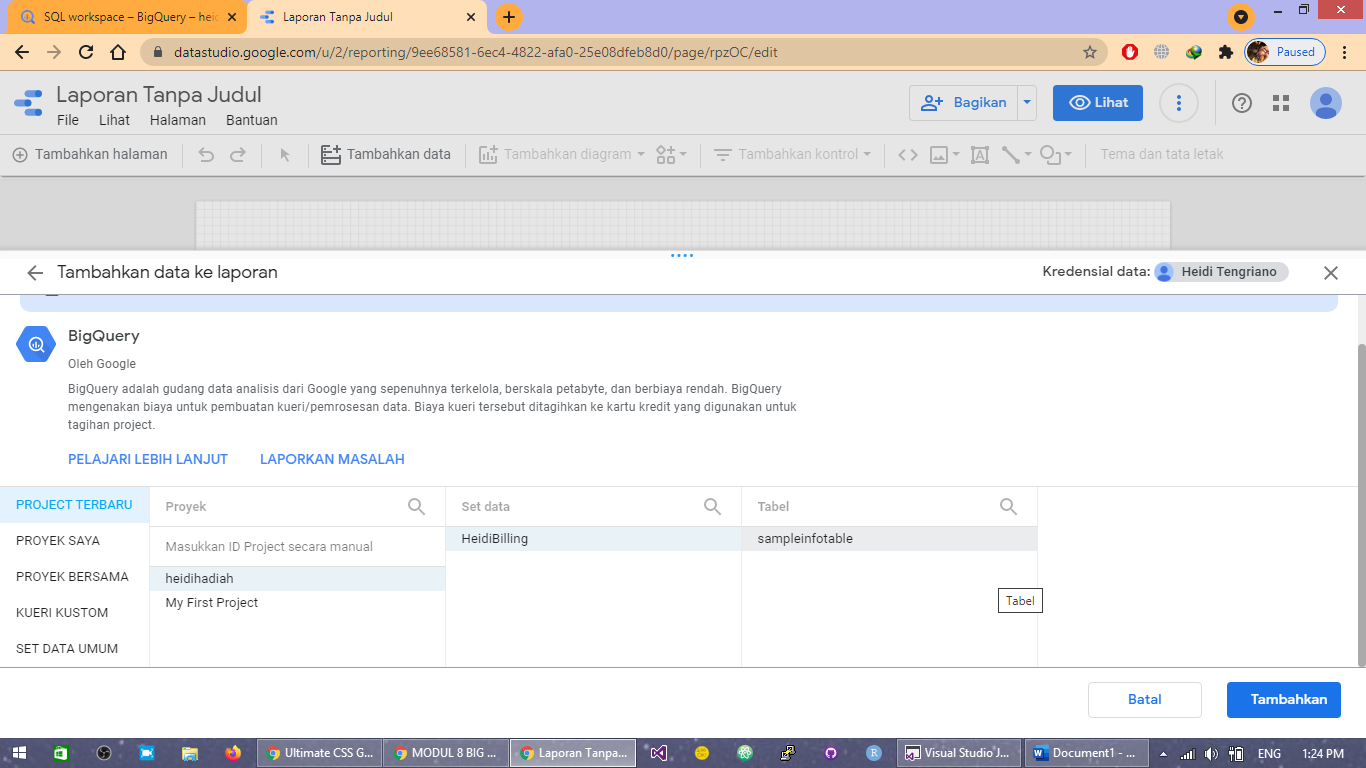 SQL workspace – BigQuery – heid
Laporan Tanpa Judul
datastudio.google.com/u/2/reporting/9ee68581-6ec4-4822-afa0-25e08dfeb8d0/page/rpzOC/edit
Paused
Laporan Tanpa Judul
File Lihat Halaman Bantuan
Bagikan
Lihat
Tambahkan halaman
Tambahkan data
Tambahkan diagram
Tambahkan kontrol
Tema dan tata letak
Tambahkan data ke laporan
Kredensial data: Heidi Tengriano
BigQuery
Oleh Google
BigQuery adalah gudang data analisis dari Google yang sepenuhnya terkelola, berskala petabyte, dan berbiaya rendah. BigQuery
mengenakan biaya untuk pembuatan kueri/pemrosesan data. Biaya kueri tersebut ditagihkan ke kartu kredit yang digunakan untuk
tagihan project.
PELAJARI LEBIH LANJUT LAPORKAN MASALAH
PROJECT TERBARU
PROYEK SAYA
PROYEK BERSAMA
KUERI KUSTOM
SET DATA UMUM
Proyek
Masukkan ID Project secara manual
heidihadiah
My First Project
Set data
HeidiBilling
Tabel
sampleinfotable
Tabel
Batal
Tambahkan
Ultimate CSS G...
MODUL 8 BIG ...
Laporan Tanpa...
R
Visual Studio J...
Document1 - ...
ENG
1:24 PM